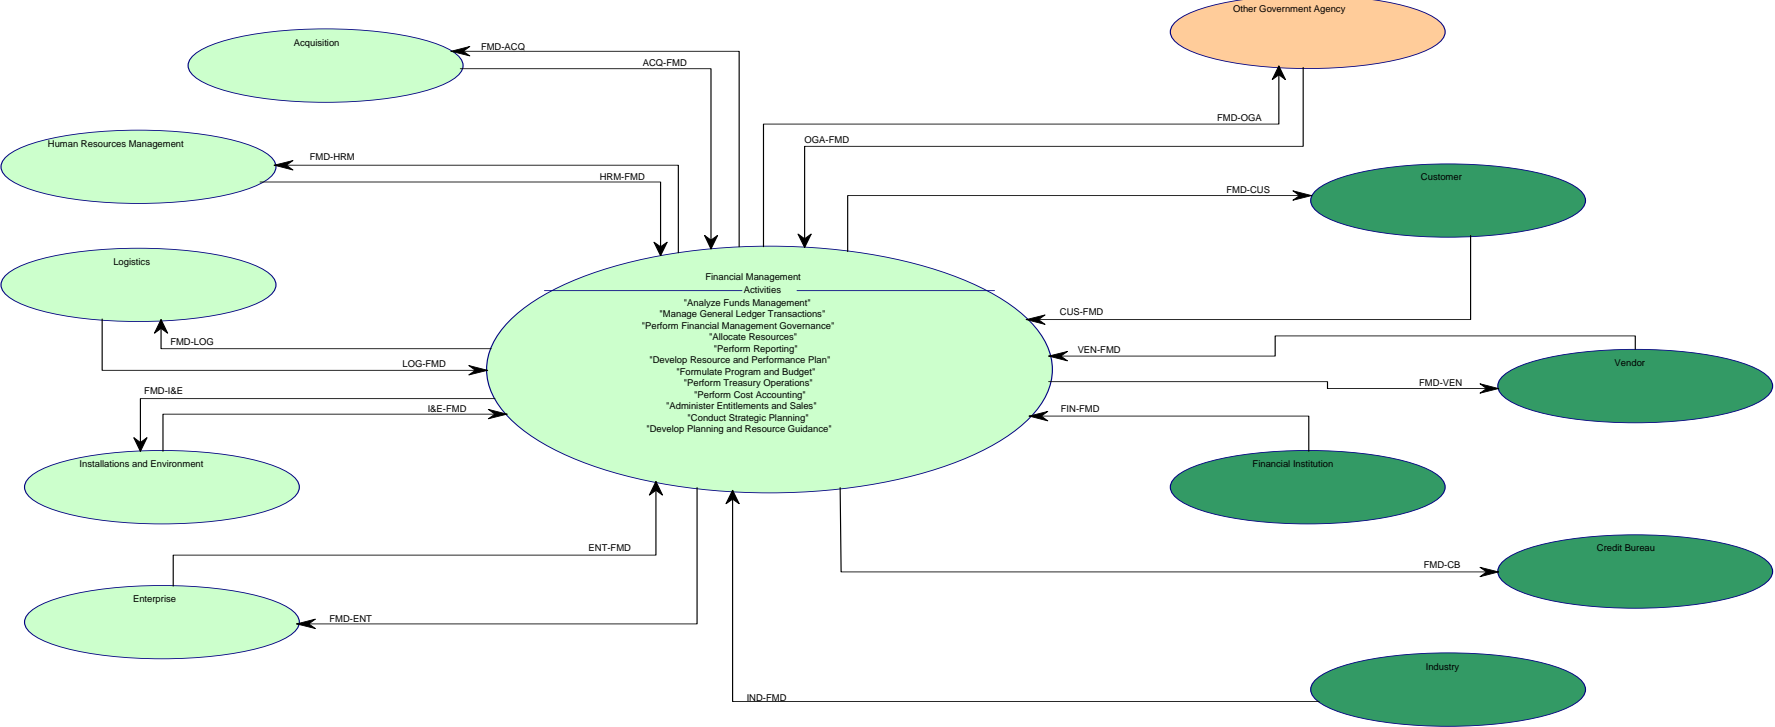 Other Government Agency
Acquisition
FMD-ACQ
ACQ-FMD
FMD-OGA
OGA-FMD
Human Resources Management
FMD-HRM
HRM-FMD
Customer
FMD-CUS
Logistics
FMD-LOG
LOG-FMD
Financial Management
Activities
"Analyze Funds Management"
"Manage General Ledger Transactions"
"Perform Financial Management Governance"
"Allocate Resources"
"Perform Reporting"
"Develop Resource and Performance Plan"
"Formulate Program and Budget"
"Perform Treasury Operations"
"Perform Cost Accounting"
"Administer Entitlements and Sales"
"Conduct Strategic Planning"
"Develop Planning and Resource Guidance"
CUS-FMD
VEN-FMD
Vendor
FMD-VEN
FMD-I&E
I&E-FMD
FIN-FMD
Installations and Environment
Financial Institution
ENT-FMD
Credit Bureau
FMD-CB
Enterprise
FMD-ENT
Industry
IND-FMD